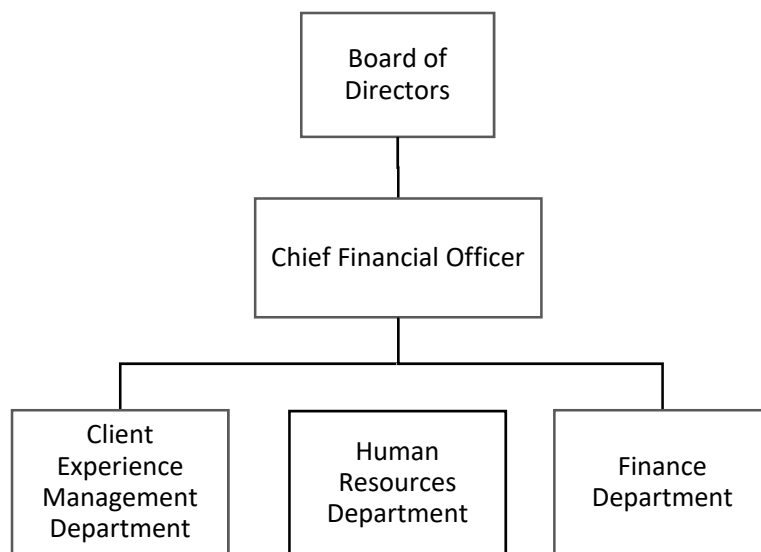 Board of
Directors
Chief Financial Officer
Client
Experience
Management
Department
Human
Resources
Department
Finance
Department